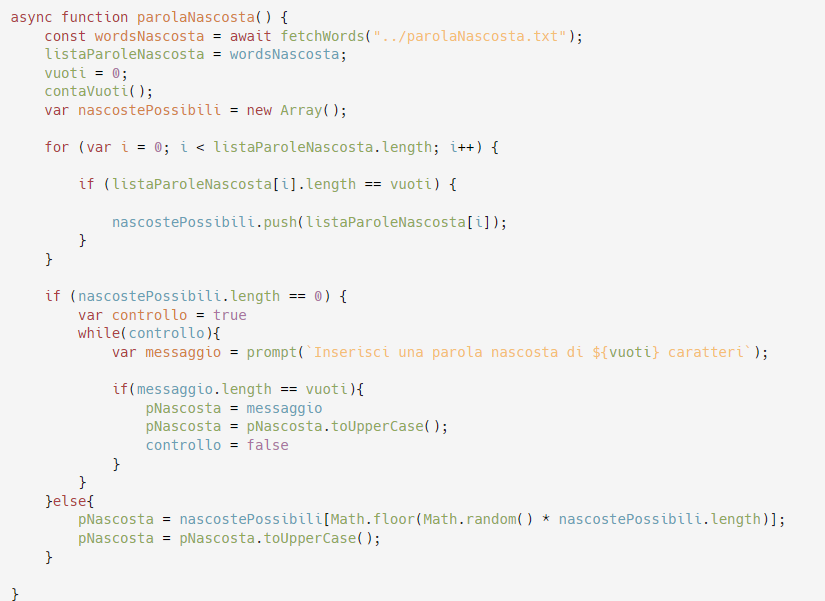 async function parolaNascosta() {
    const wordsNascosta = await fetchWords("../parolaNascosta.txt");
    listaParoleNascosta = wordsNascosta;
    vuoti = 0;
    contaVuoti();
    var nascostePossibili = new Array();
    for (var i = 0; i < listaParoleNascosta.length; i++) {
        if (listaParoleNascosta[i].length == vuoti) {
            nascostePossibili.push(listaParoleNascosta[i]);
        }
    }
    if (nascostePossibili.length == 0) {
        var controllo = true
        while(controllo){
            var messaggio = prompt(`Inserisci una parola nascosta di ${vuoti} caratteri`);
            if(messaggio.length == vuoti){
                pNascosta = messaggio
                pNascosta = pNascosta.toUpperCase();
                controllo = false
            }
        }
    }else{
        pNascosta = nascostePossibili[Math.floor(Math.random() * nascostePossibili.length)];
        pNascosta = pNascosta.toUpperCase();
    }
}